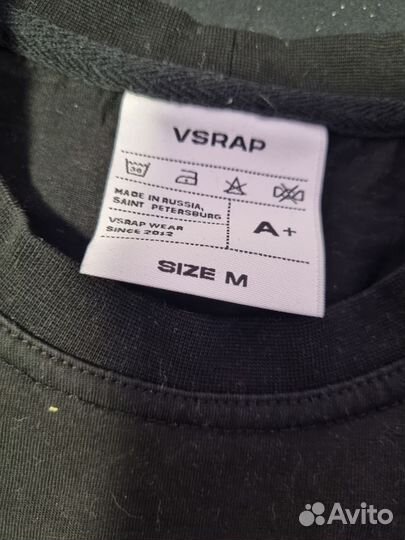 VSRAP
30
MADE IN RUSSIA,
SAINT PETERSBURG
VSRAP WEAR
SINCE 2012
A+
SIZE M
Avito